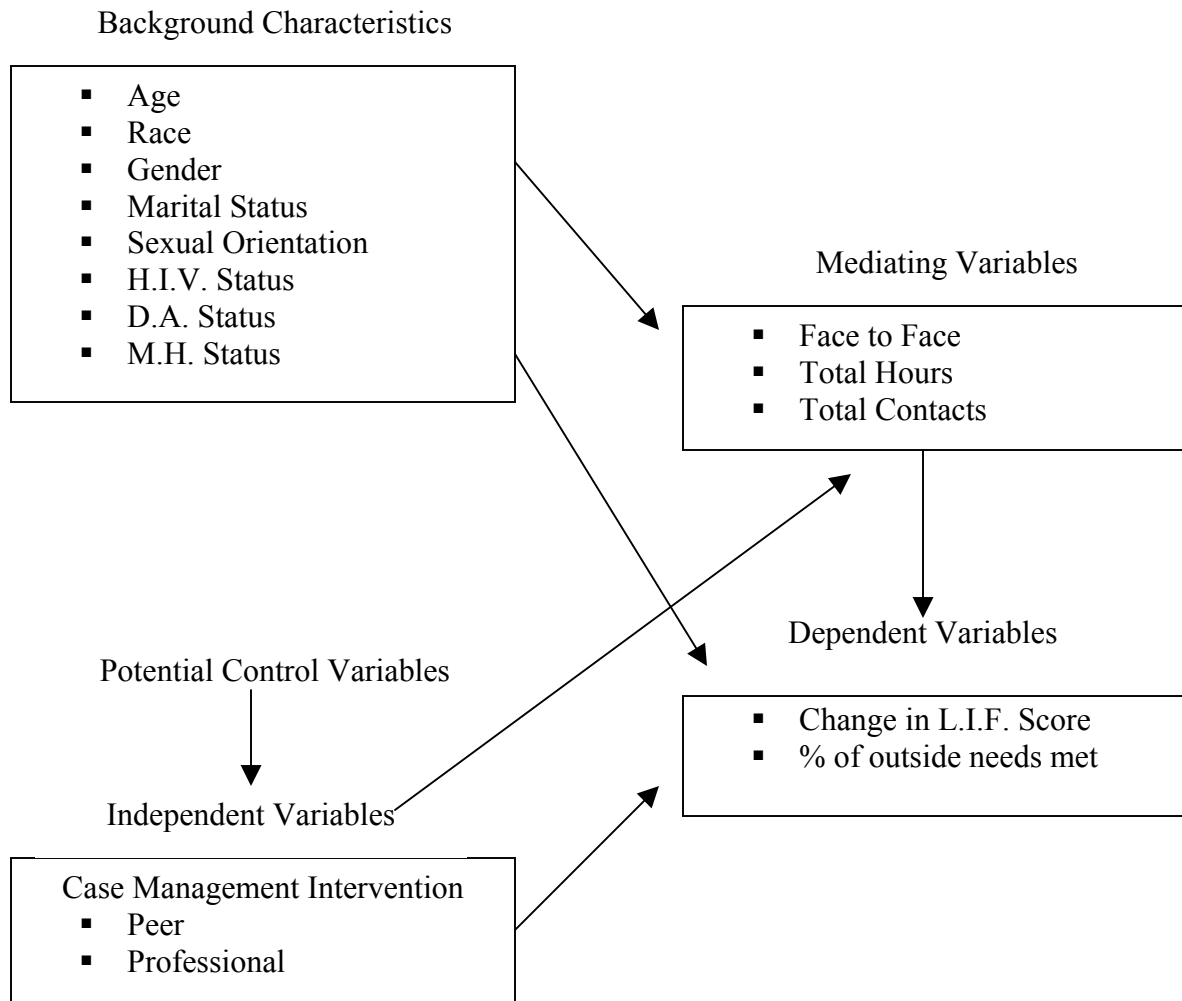 Background Characteristics
▪ Age
▪ Race
▪ Gender
▪ Marital Status
▪ Sexual Orientation
▪ H.I.V. Status
▪ D.A. Status
▪ M.H. Status
Mediating Variables
▪ Face to Face
▪ Total Hours
▪ Total Contacts
Dependent Variables
▪ Change in L.I.F. Score
▪ % of outside needs met
Potential Control Variables
Independent Variables
Case Management Intervention
▪ Peer
▪ Professional